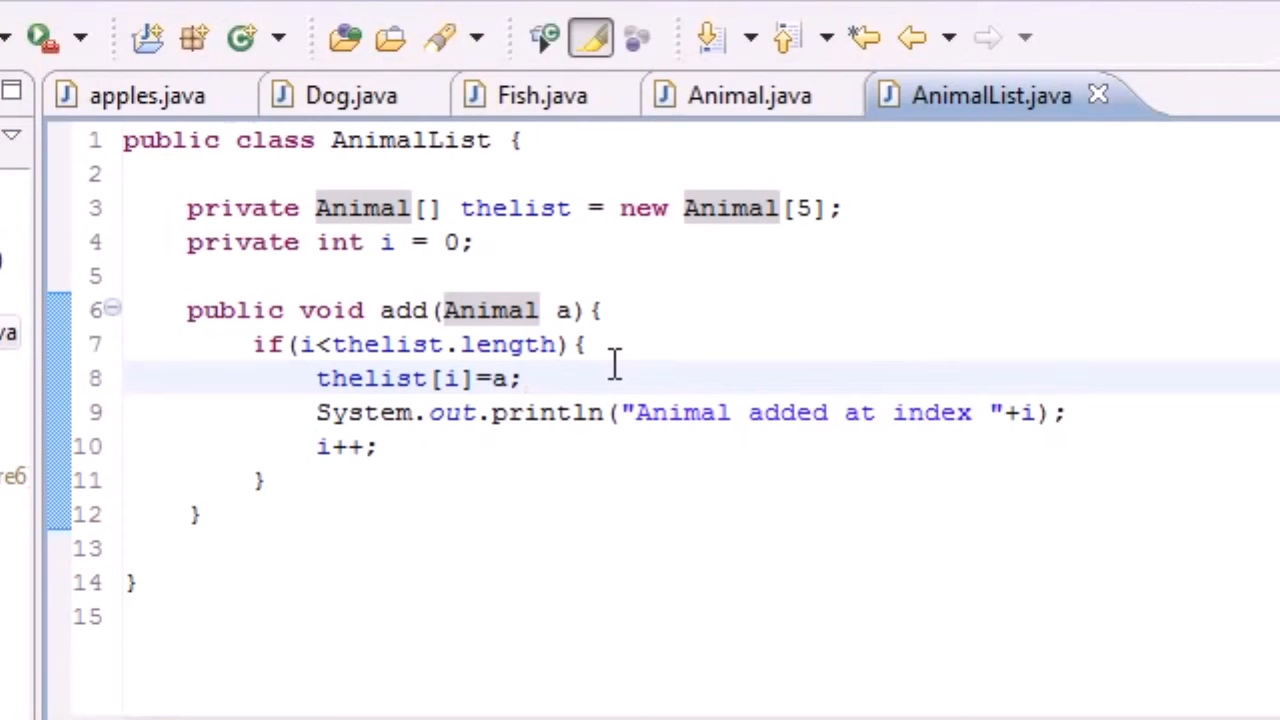 apples.java Dog.java Fish.java Animal.java AnimalList.java
1 public class AnimalList {
2
3 private Animal[] thelist = new Animal[5];
4 private int i = 0;
5
6 public void add(Animal a){
7 if(i<thelist.length){
8 thelist[i]=a;
9 System.out.println("Animal added at index "+i);
10 i++;
11 }
12 }
13
14 }
15
va
re6